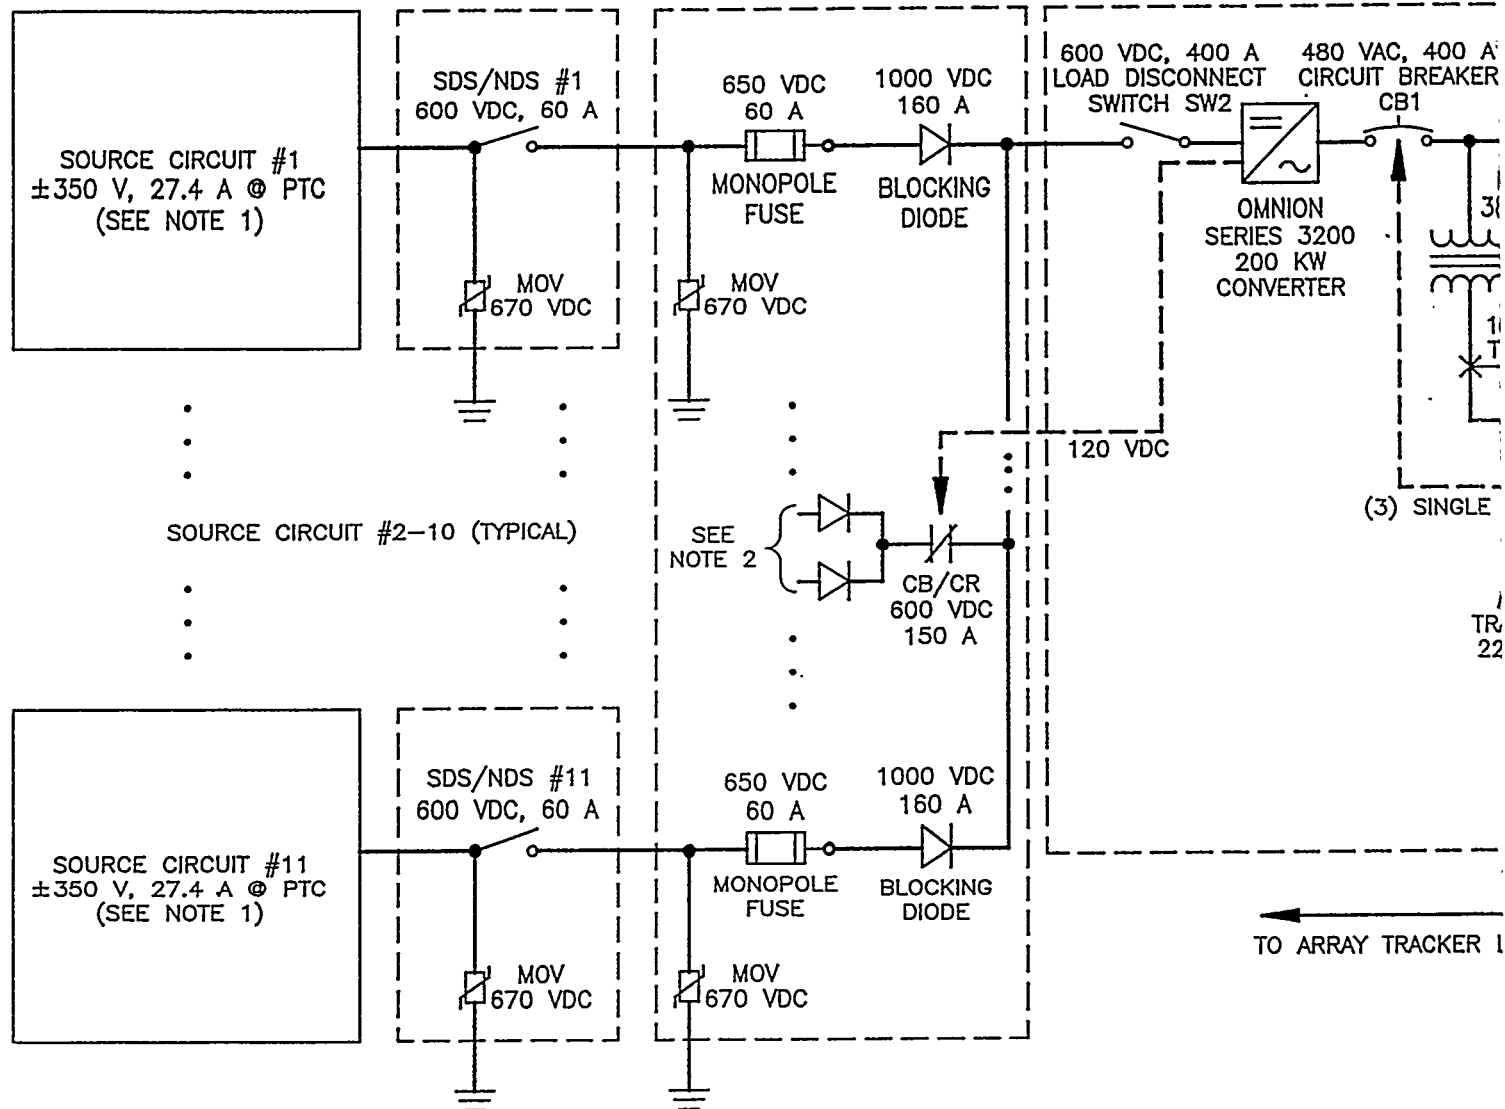 SOURCE CIRCUIT #1
±350 V, 27.4 A @ PTC
(SEE NOTE 1)
SDS/NDS #1
600 VDC, 60 A
MOV
670 VDC
650 VDC
60 A
MONOPOLE
FUSE
1000 VDC
160 A
BLOCKING
DIODE
MOV
670 VDC
600 VDC, 400 A
LOAD DISCONNECT
SWITCH SW2
480 VAC, 400 A
CIRCUIT BREAKER
CB1
OMNION
SERIES 3200
200 KW
CONVERTER
120 VDC
(3) SINGLE
SOURCE CIRCUIT #2-10 (TYPICAL)
SEE
NOTE 2
CB/CR
600 VDC
150 A
SOURCE CIRCUIT #11
±350 V, 27.4 A @ PTC
(SEE NOTE 1)
SDS/NDS #11
600 VDC, 60 A
MOV
670 VDC
650 VDC
60 A
MONOPOLE
FUSE
1000 VDC
160 A
BLOCKING
DIODE
MOV
670 VDC
TO ARRAY TRACKER